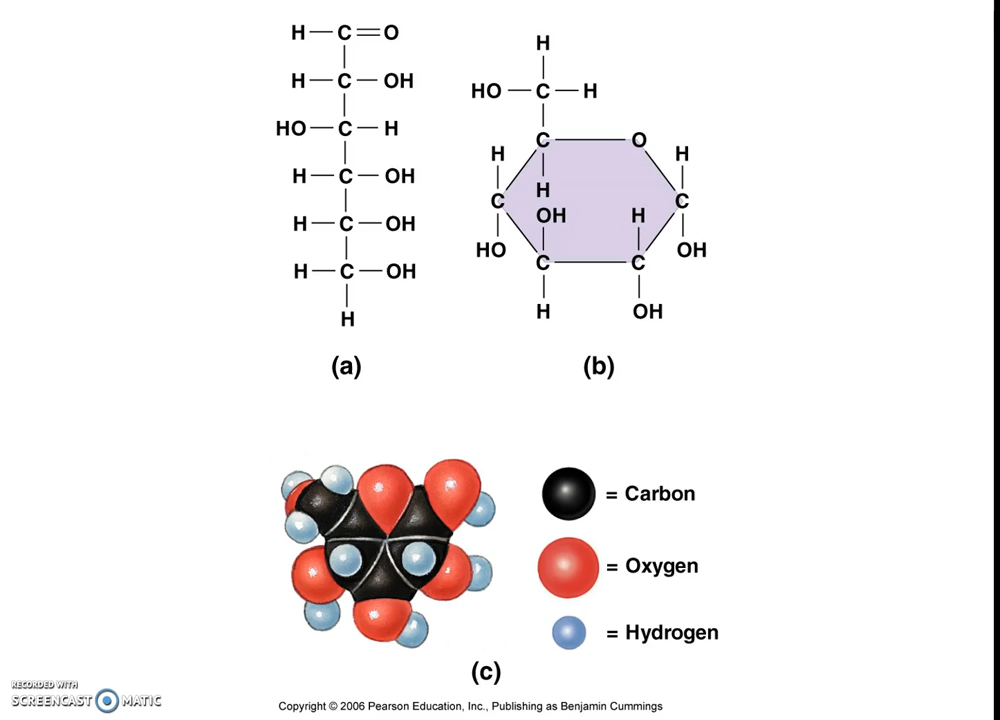 H C O
H C OH
HO C H
H C OH
H C OH
H C OH
H
(a)
H
HO C H
C O
H H
H
C C
OH H
HO OH
C C
H OH
(b)
= Carbon
= Oxygen
= Hydrogen
(c)
RECORDED WITH
SCREENCAST MATIC
Copyright © 2006 Pearson Education, Inc., Publishing as Benjamin Cummings